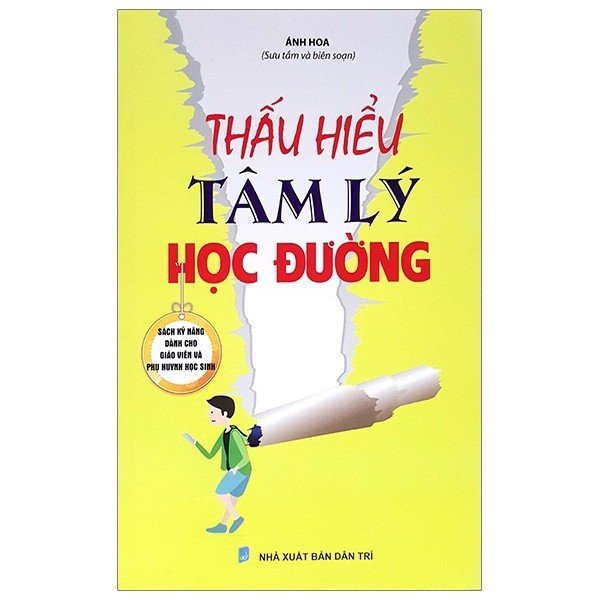 ÁNH HOA
(Sưu tầm và biên soạn)
THẤU HIỂU
TÂM LÝ
HỌC ĐƯỜNG
SÁCH KỸ NĂNG
DÀNH CHO
GIÁO VIÊN VÀ
PHỤ HUYNH HỌC SINH
NHÀ XUẤT BẢN DÂN TRÍ